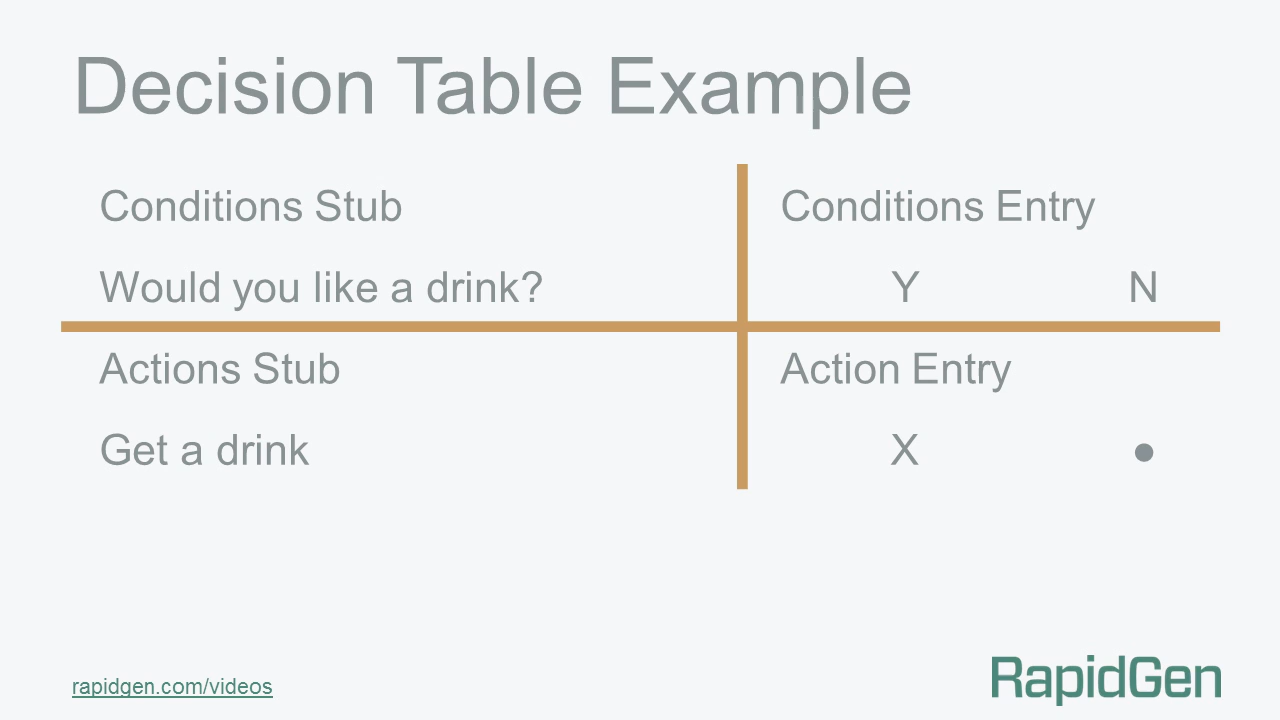 Decision Table Example
Conditions Stub Conditions Entry
Would you like a drink? Y N
Actions Stub Action Entry
Get a drink X ●
rapidgen.com/videos
RapidGen